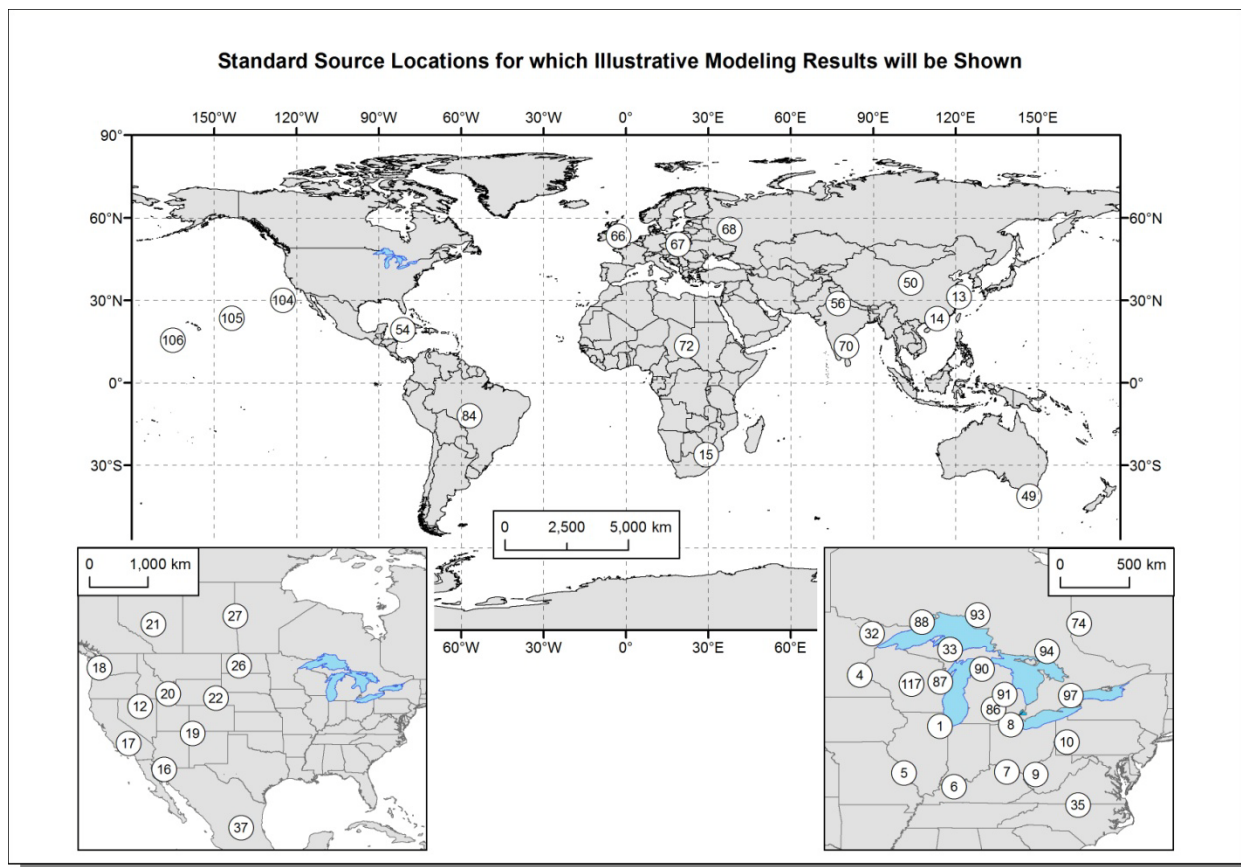 Standard Source Locations for which Illustrative Modeling Results will be Shown
150°W 120°W 90°W 60°W 30°W 0° 30°E 60°E 90°E 120°E 150°E
90°
60°N 66 67 68 60°N
30°N 106 105 104 54 56 50 13 14 30°N
72 70
0° 0°
84
30°S 15 30°S
49
0 2,500 5,000 km
60°W 30°W 0° 30°E 60°E
0 1,000 km
21 27
18 26
12 20 22
17 19
16
37
0 500 km
32 88 93 74
33 94
4 117 87 90
91 97
86
1 8 10
5 7 9
6
35